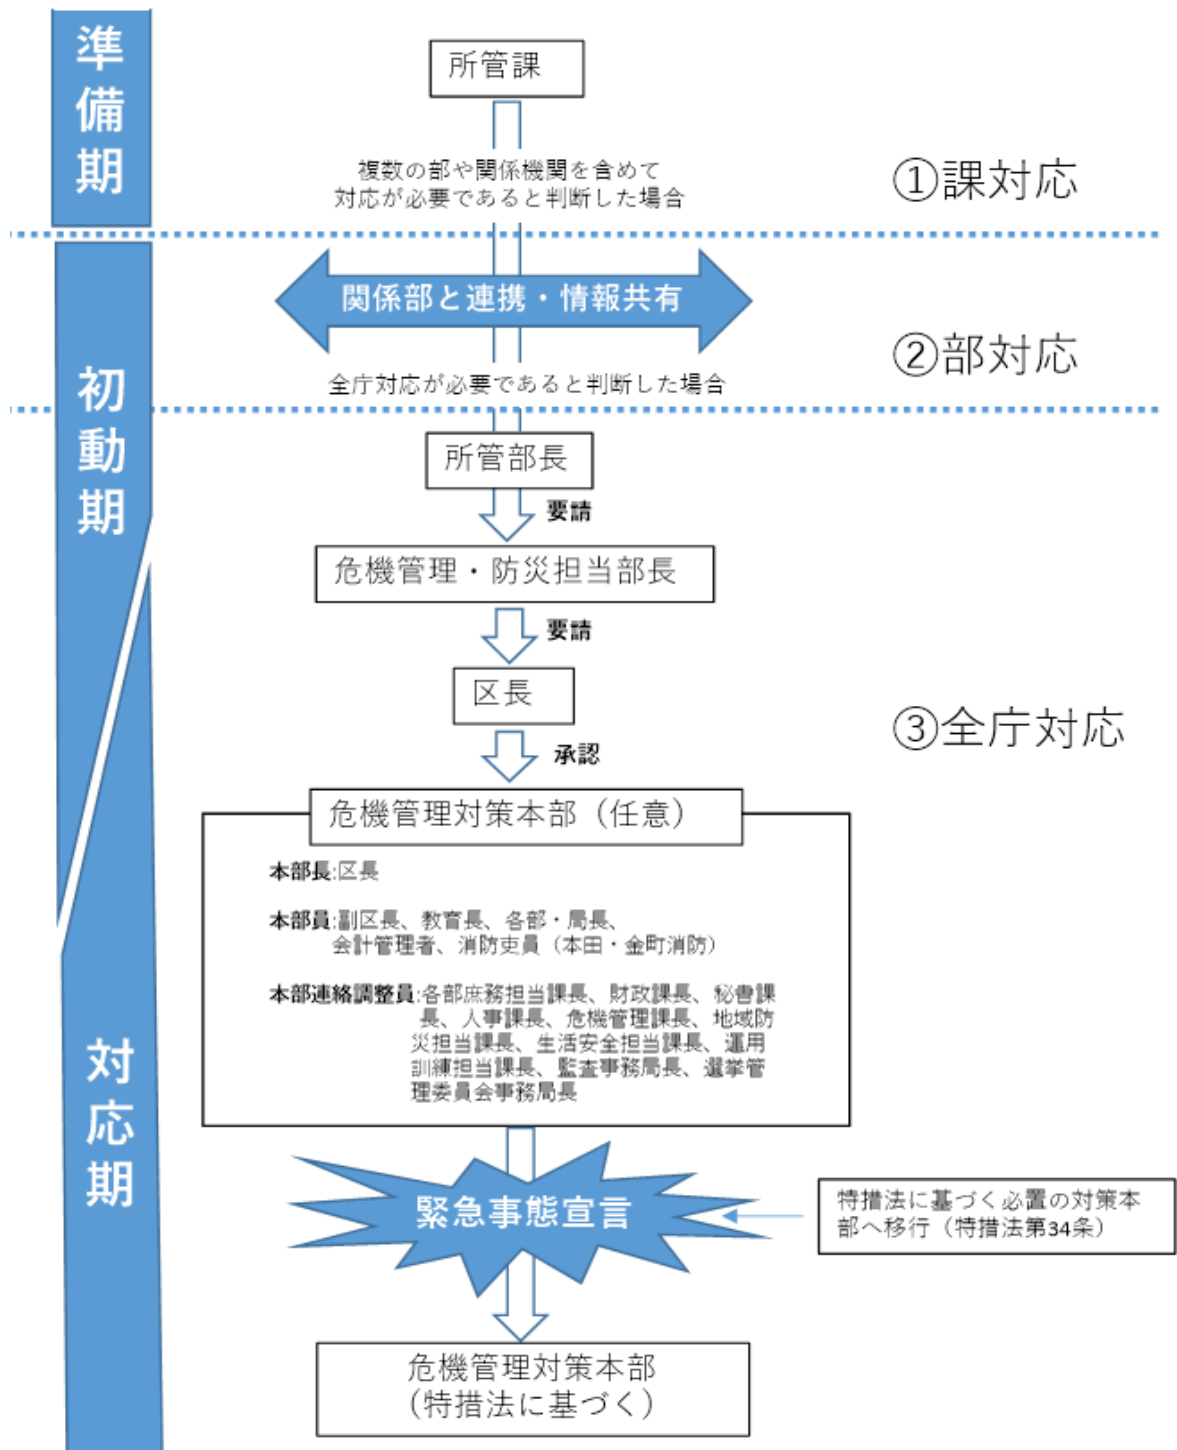 準備期
所管課
複数の部や関係機関を含めて
対応が必要であると判断した場合
①課対応
初動期
関係部と連携・情報共有
②部対応
全庁対応が必要であると判断した場合
所管部長
要請
危機管理・防災担当部長
要請
区長
承認
③全庁対応
危機管理対策本部（任意）
本部長:区長
本部員:副区長、教育長、各部・局長、
会計管理者、消防吏員（本田・金町消防）
本部連絡調整員:各部庶務担当課長、財政課長、秘書課
長、人事課長、危機管理課長、地域防
災担当課長、生活安全担当課長、運用
訓練担当課長、監査事務局長、選挙管
理委員会事務局長
対応期
緊急事態宣言
特措法に基づく必置の対策本
部へ移行（特措法第34条）
危機管理対策本部
（特措法に基づく）